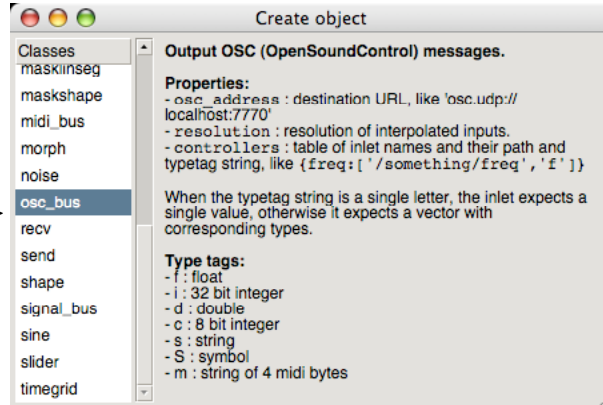 Create object
Classes
masklinseg
maskshape
midi_bus
morph
noise
osc_bus
recv
send
shape
signal_bus
sine
slider
timegrid
Output OSC (OpenSoundControl) messages.
Properties:
- osc_address : destination URL, like 'osc.udp://
localhost:7770'
- resolution : resolution of interpolated inputs.
- controllers : table of inlet names and their path and
typetag string, like {freq:['/something/freq','f']}
When the typetag string is a single letter, the inlet expects a
single value, otherwise it expects a vector with
corresponding types.
Type tags:
- f : float
- i : 32 bit integer
- d : double
- c : 8 bit integer
- s : string
- S : symbol
- m : string of 4 midi bytes